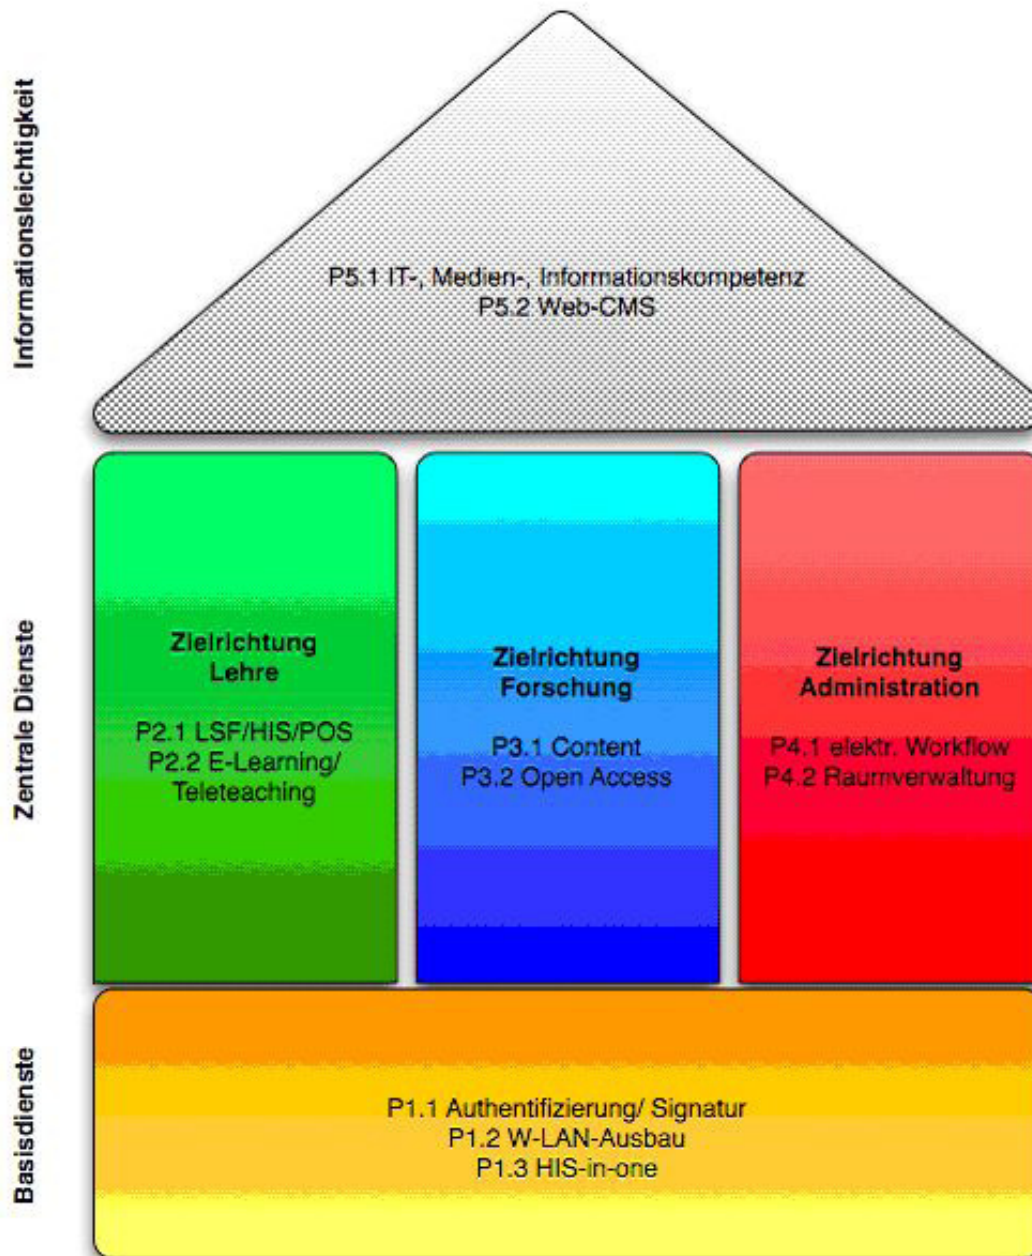 Informationsleichtigkeit
P5.1 IT-, Medien-, Informationskompetenz
P5.2 Web-CMS
Zentrale Dienste
Zielrichtung
Lehre
P2.1 LSF/HIS/POS
P2.2 E-Learning/
Teleteaching
Zielrichtung
Forschung
P3.1 Content
P3.2 Open Access
Zielrichtung
Administration
P4.1 elektr. Workflow
P4.2 Raumverwaltung
Basisdienste
P1.1 Authentifizierung/ Signatur
P1.2 W-LAN-Ausbau
P1.3 HIS-in-one